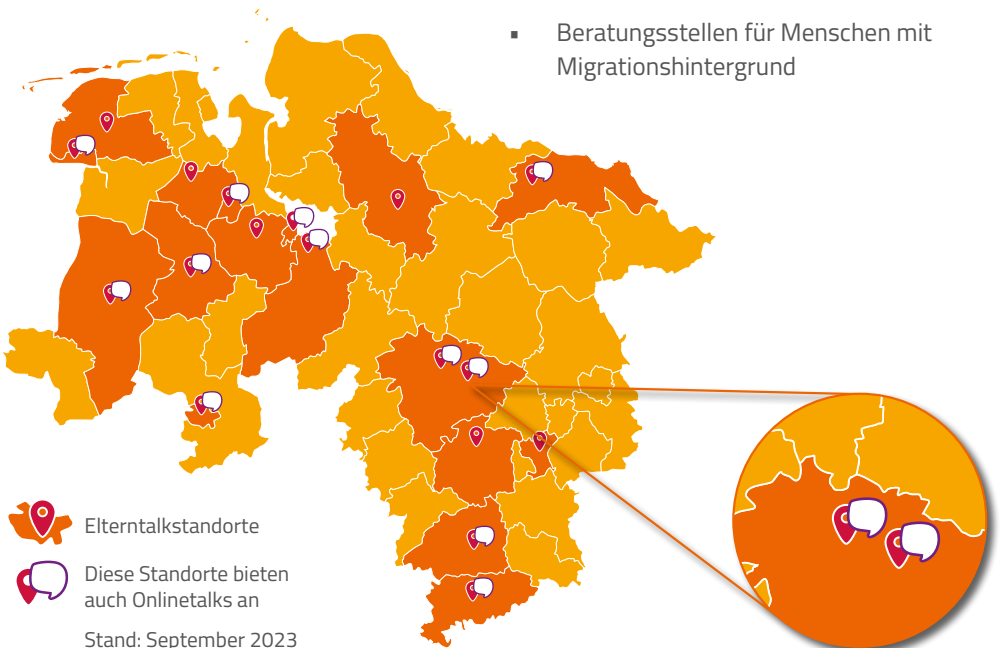 ▪ Beratungsstellen für Menschen mit
Migrationshintergrund
Elterntalkstandorte
Diese Standorte bieten
auch Onlinetalks an
Stand: September 2023